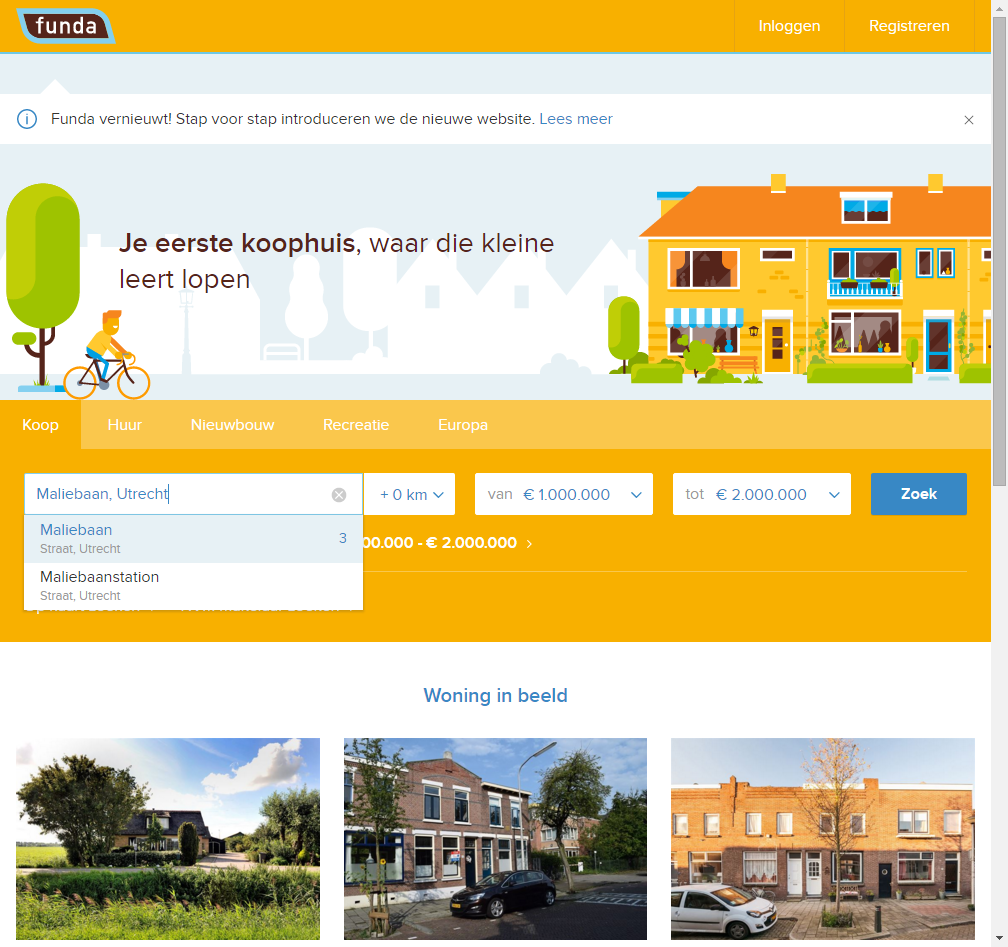 funda
Inloggen
Registreren
Funda vernieuwt! Stap voor stap introduceren we de nieuwe website. Lees meer
Je eerste koophuis, waar die kleine
leert lopen
Koop
Huur
Nieuwbouw
Recreatie
Europa
Maliebaan, Utrecht
+ 0 km
van € 1.000.000
tot € 2.000.000
Zoek
Maliebaan
3
Straat, Utrecht
00.000 - € 2.000.000
Maliebaanstation
Straat, Utrecht
Woning in beeld